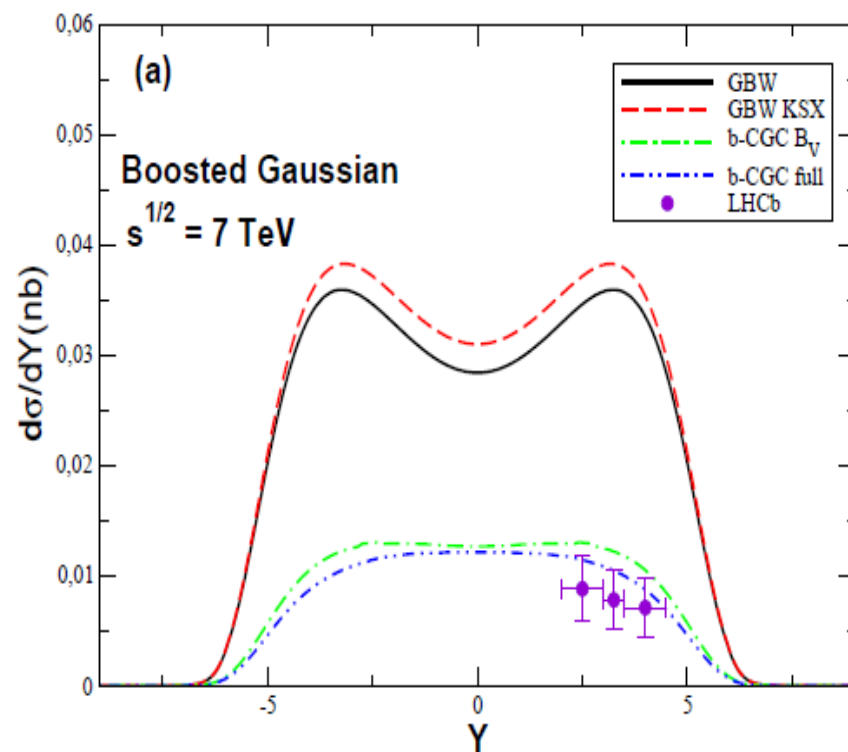 0,06
(a)
GBW
GBW KSX
b-CGC B_V
b-CGC full
LHCb
0,05
Boosted Gaussian
s^{1/2} = 7 TeV
0,04
dσ/dY(nb)
0,03
0,02
0,01
0
-5
0
5
Y